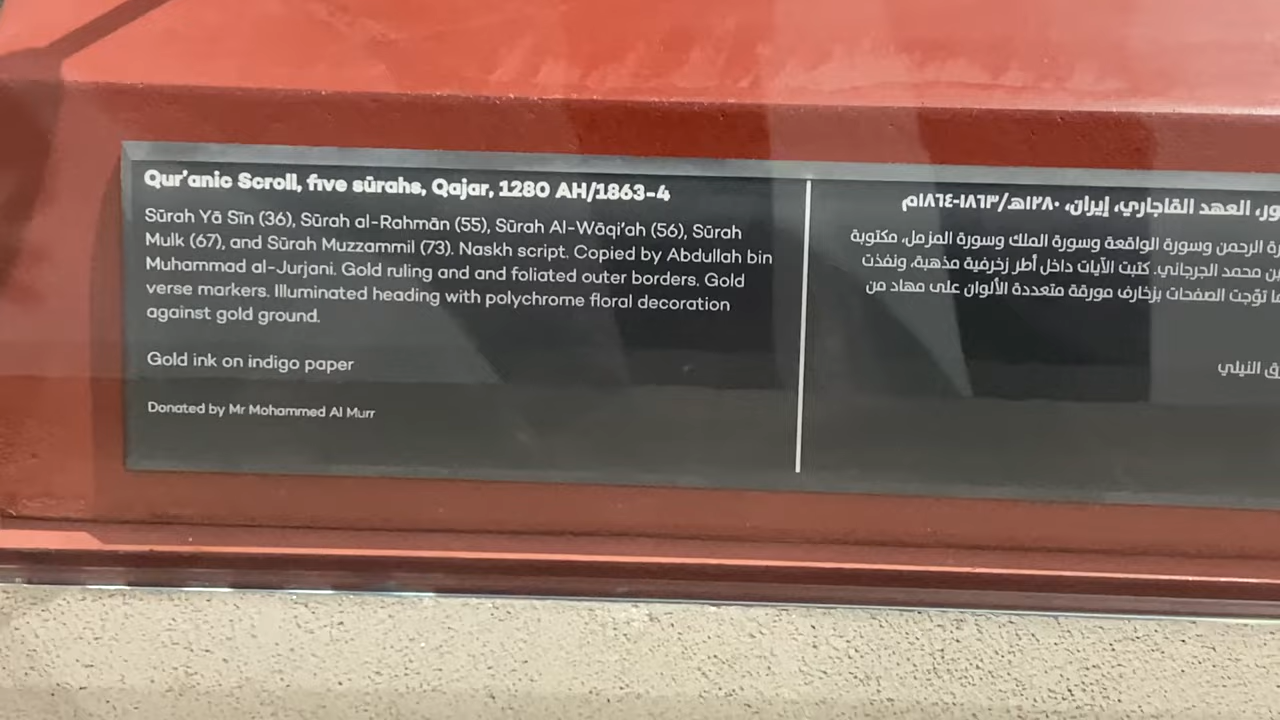 Qur'anic Scroll, five sūrahs, Qajar, 1280 AH/1863-4
Sūrah Yā Sīn (36), Sūrah al-Rahmān (55), Sūrah Al-Wāqi'ah (56), Sūrah
Mulk (67), and Sūrah Muzzammil (73). Naskh script. Copied by Abdullah bin
Muhammad al-Jurjani. Gold ruling and and foliated outer borders. Gold
verse markers. Illuminated heading with polychrome floral decoration
against gold ground.
Gold ink on indigo paper
Donated by Mr Mohammed Al Murr
العهد القاجاري، إيران، ١٢٨٠هـ/١٨٦٣-١٨٦٤م
الرحمن وسورة الواقعة وسورة الملك وسورة المزمل، مكتوبة
محمد الجرجاني. كتبت الآيات داخل أطر زخرفية مذهبة، ونفذت
توّجت الصفحات بزخارف مورقة متعددة الألوان على مهاد من
النيلي